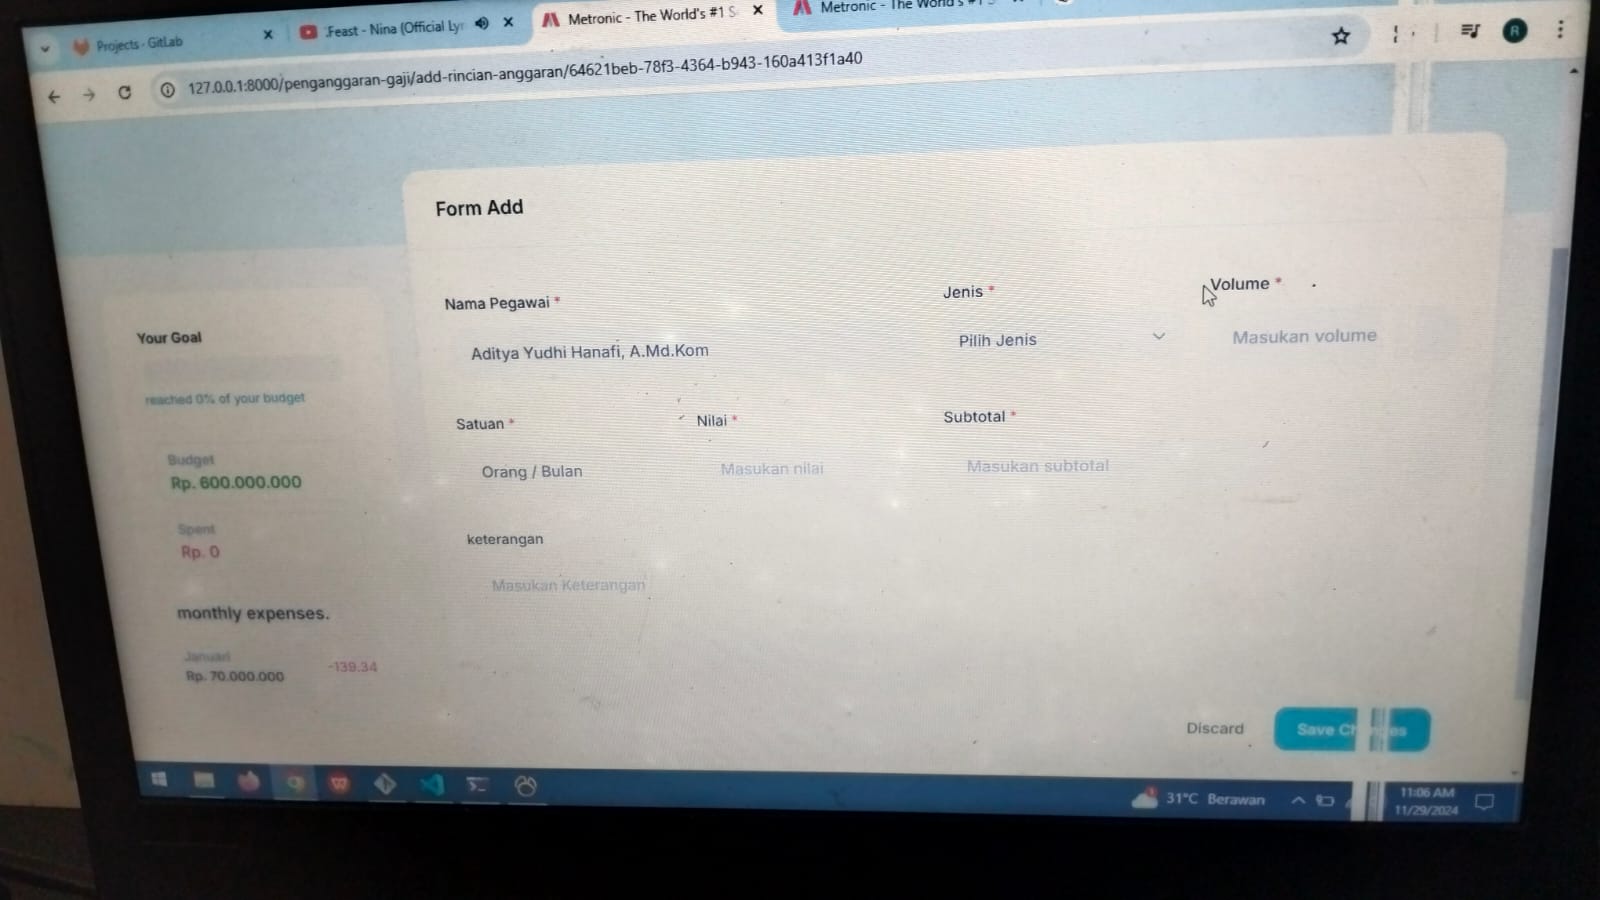 Projects · GitLab
.Feast - Nina (Official Lyr
Metronic - The World's #1 S
Metronic - The World's #1 S
127.0.0.1:8000/penganggaran-gaji/add-rincian-anggaran/64621beb-78f3-4364-b943-160a413f1a40
R
Form Add
Nama Pegawai *
Jenis *
Volume *
Aditya Yudhi Hanafi, A.Md.Kom
Pilih Jenis
Masukan volume
Satuan *
Nilai *
Subtotal *
Orang / Bulan
Masukan nilai
Masukan subtotal
keterangan
Masukan Keterangan
Your Goal
reached 0% of your budget
Budget
Rp. 600.000.000
Spent
Rp. 0
monthly expenses.
Januari
Rp. 70.000.000
-139.34
Discard
Save Ch es
31°C Berawan
11:06 AM
11/29/2024